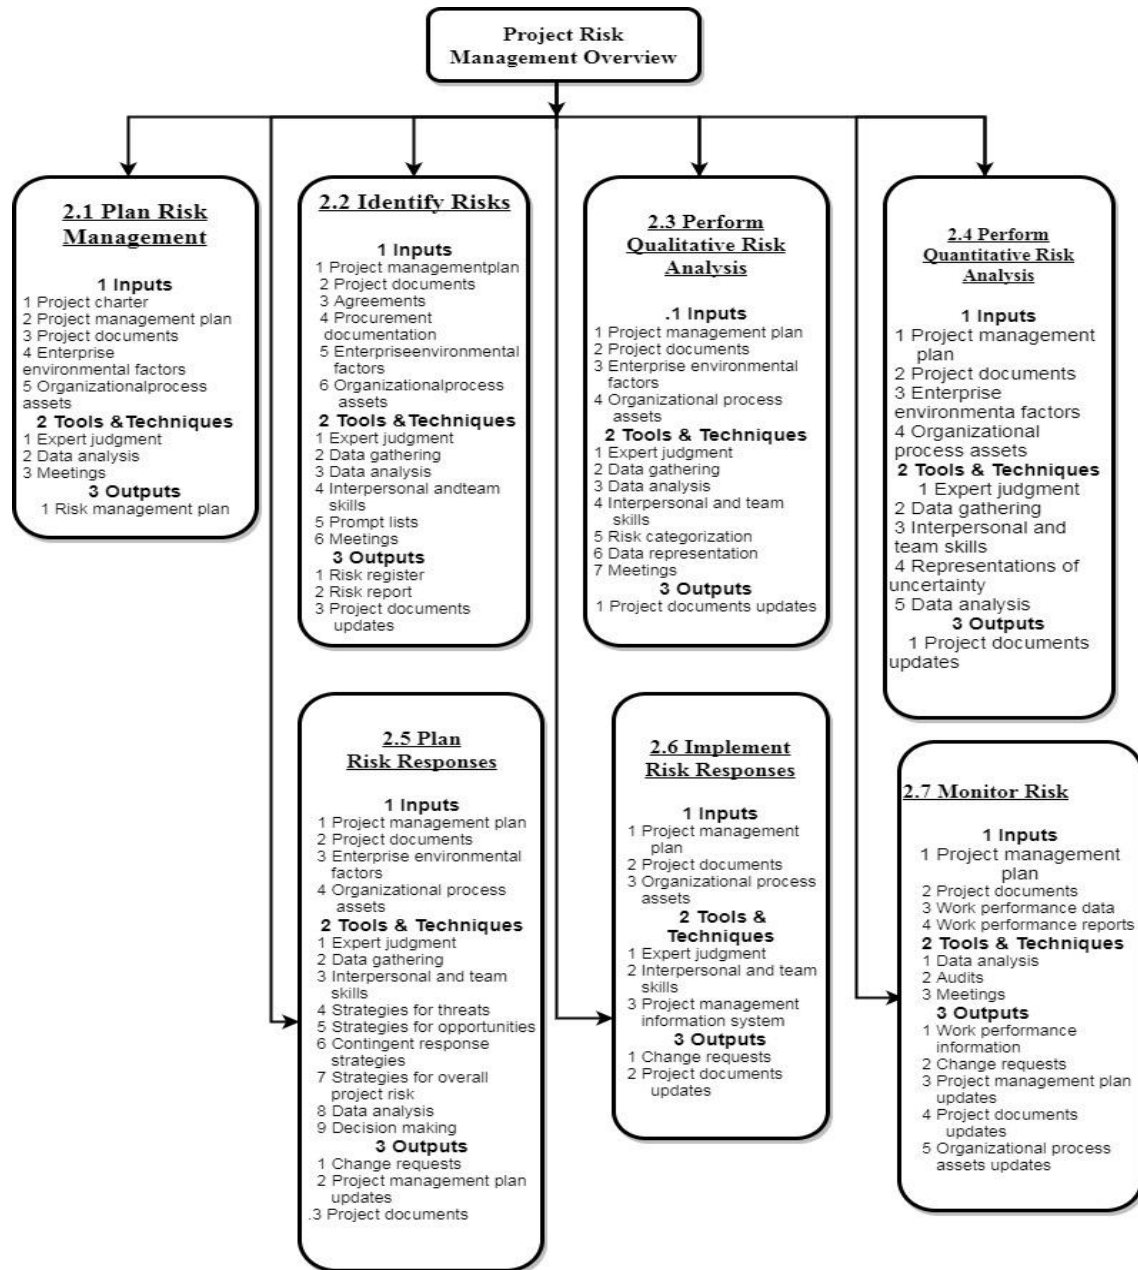 Project Risk
Management Overview
2.1 Plan Risk
Management
1 Inputs
1 Project charter
2 Project management plan
3 Project documents
4 Enterprise
environmental factors
5 Organizationalprocess
assets
2 Tools &Techniques
1 Expert judgment
2 Data analysis
3 Meetings
3 Outputs
1 Risk management plan
2.2 Identify Risks
1 Inputs
1 Project managementplan
2 Project documents
3 Agreements
4 Procurement
documentation
5 Enterpriseenvironmental
factors
6 Organizationalprocess
assets
2 Tools &Techniques
1 Expert judgment
2 Data gathering
3 Data analysis
4 Interpersonal andteam
skills
5 Prompt lists
6 Meetings
3 Outputs
1 Risk register
2 Risk report
3 Project documents
updates
2.3 Perform
Qualitative Risk
Analysis
.1 Inputs
1 Project management plan
2 Project documents
3 Enterprise environmental
factors
4 Organizational process
assets
2 Tools & Techniques
1 Expert judgment
2 Data gathering
3 Data analysis
4 Interpersonal and team
skills
5 Risk categorization
6 Data representation
7 Meetings
3 Outputs
1 Project documents updates
2.4 Perform
Quantitative Risk
Analysis
1 Inputs
1 Project management
plan
2 Project documents
3 Enterprise
environmenta factors
4 Organizational
process assets
2 Tools & Techniques
1 Expert judgment
2 Data gathering
3 Interpersonal and
team skills
4 Representations of
uncertainty
5 Data analysis
3 Outputs
1 Project documents
updates
2.5 Plan
Risk Responses
1 Inputs
1 Project management plan
2 Project documents
3 Enterprise environmental
factors
4 Organizational process
assets
2 Tools & Techniques
1 Expert judgment
2 Data gathering
3 Interpersonal and team
skills
4 Strategies for threats
5 Strategies for opportunities
6 Contingent response
strategies
7 Strategies for overall
project risk
8 Data analysis
9 Decision making
3 Outputs
1 Change requests
2 Project management plan
updates
.3 Project documents
2.6 Implement
Risk Responses
1 Inputs
1 Project management
plan
2 Project documents
3 Organizational process
assets
2 Tools &
Techniques
1 Expert judgment
2 Interpersonal and team
skills
3 Project management
information system
3 Outputs
1 Change requests
2 Project documents
updates
2.7 Monitor Risk
1 Inputs
1 Project management
plan
2 Project documents
3 Work performance data
4 Work performance reports
2 Tools & Techniques
1 Data analysis
2 Audits
3 Meetings
3 Outputs
1 Work performance
information
2 Change requests
3 Project management plan
updates
4 Project documents
updates
5 Organizational process
assets updates